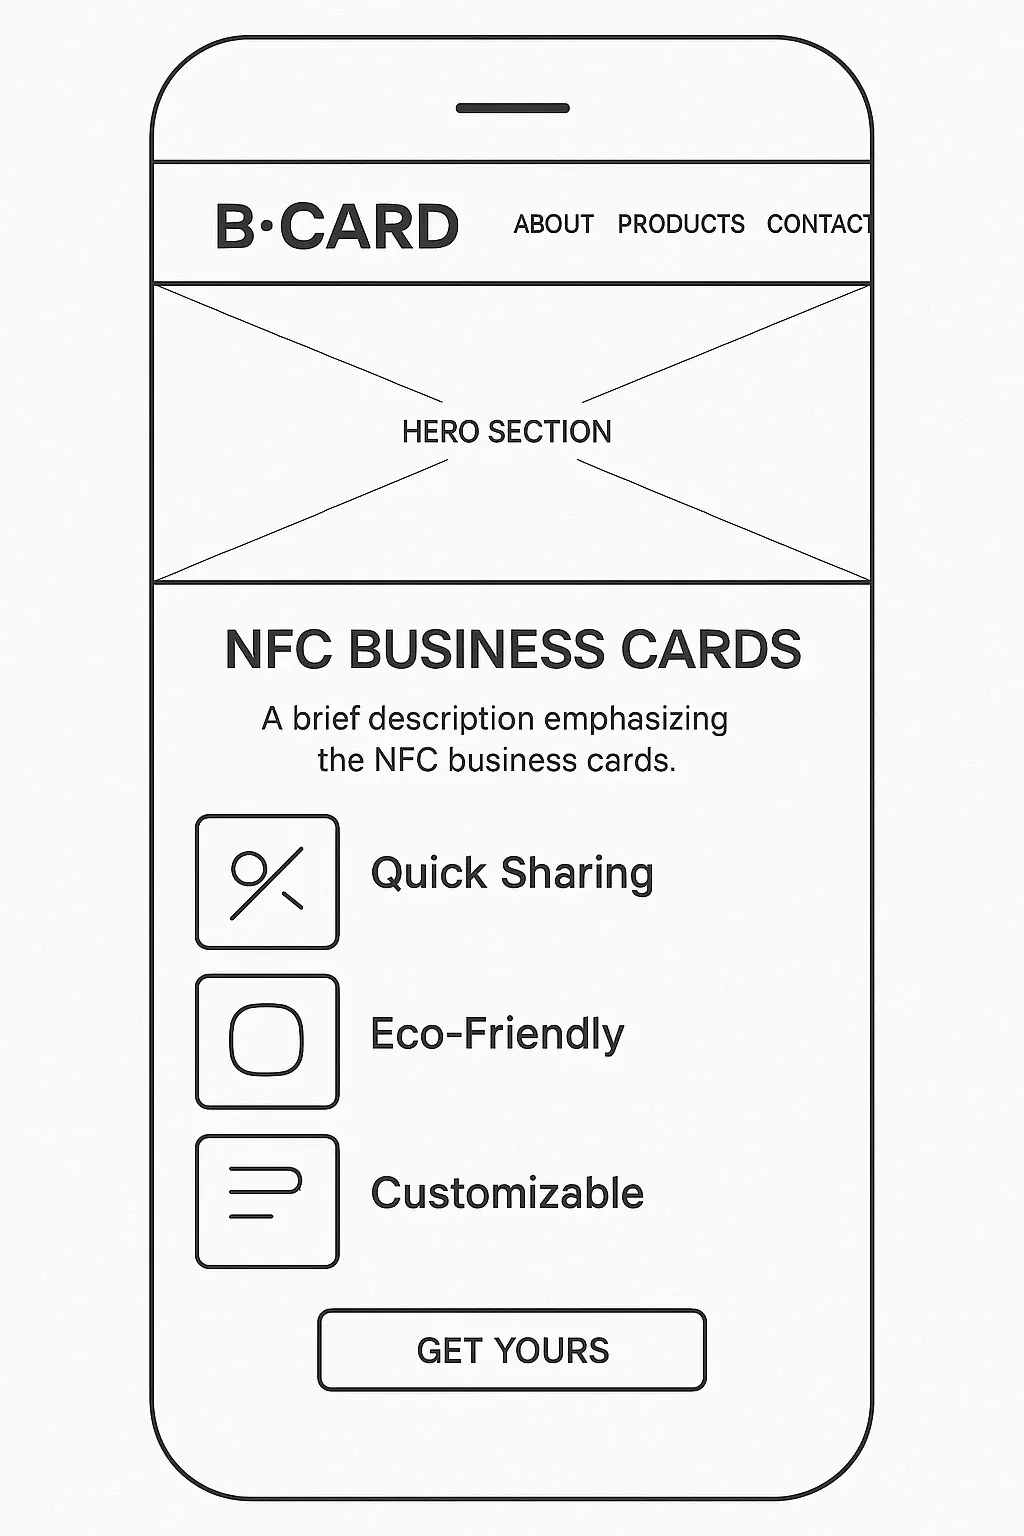 B·CARD ABOUT PRODUCTS CONTACT
HERO SECTION
NFC BUSINESS CARDS
A brief description emphasizing
the NFC business cards.
Quick Sharing
Eco-Friendly
Customizable
GET YOURS